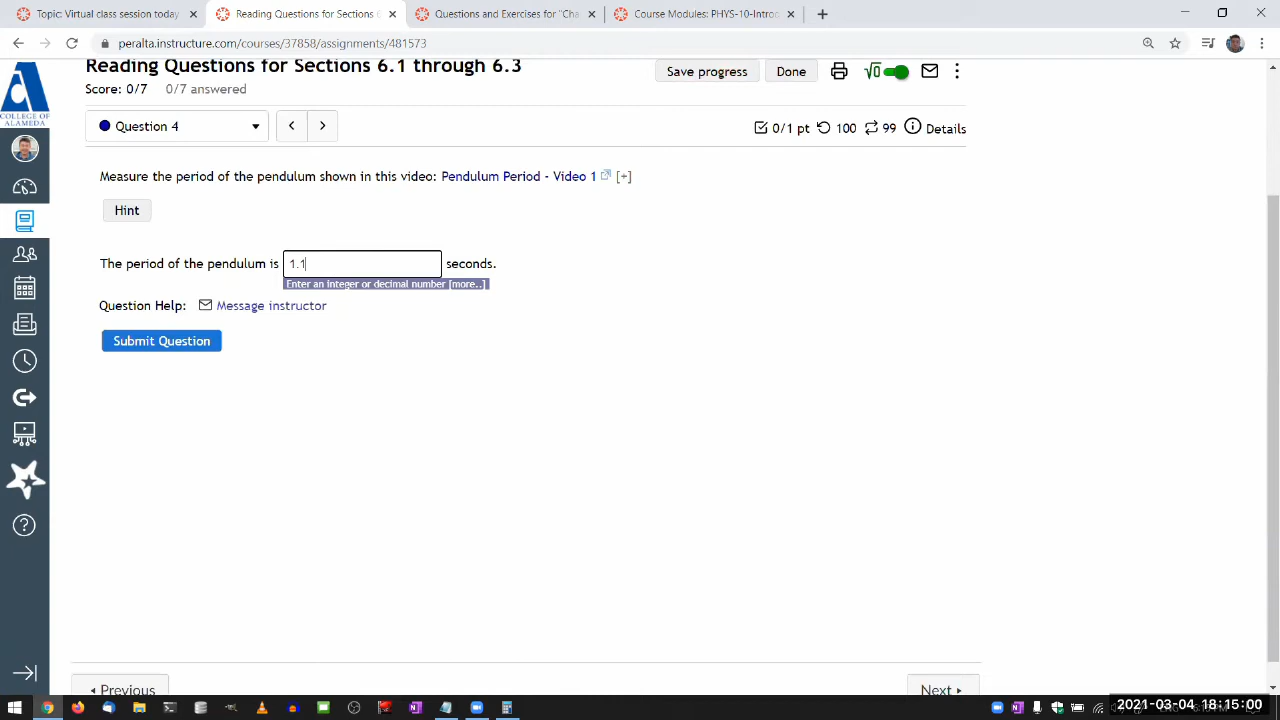 Topic: Virtual class session today
Reading Questions for Sections
Questions and Exercises for "Cha
Course Modules: PHYS-10-Intro
peralta.instructure.com/courses/37858/assignments/481573
COLLEGE OF
ALAMEDA
Reading Questions for Sections 6.1 through 6.3
Save progress
Done
√0
Score: 0/7 0/7 answered
Question 4
0/1 pt 100 99 Details
Measure the period of the pendulum shown in this video: Pendulum Period - Video 1 [+]
Hint
The period of the pendulum is 1.1 seconds.
Enter an integer or decimal number [more..]
Question Help: Message instructor
Submit Question
Previous
Next
2021-03-04 18:15:00